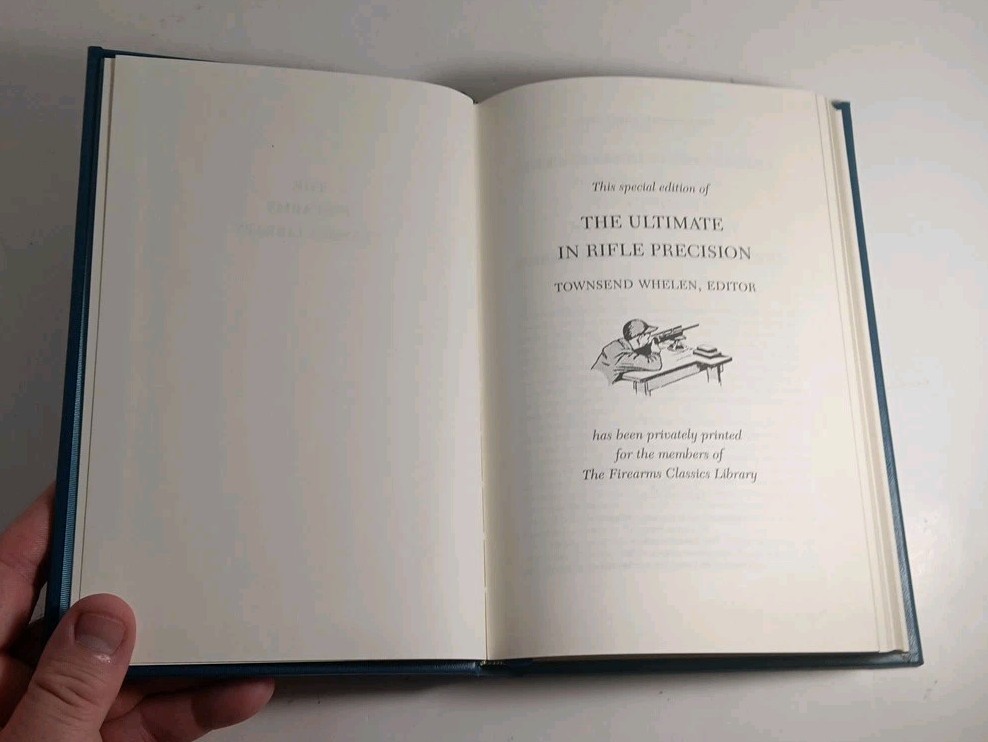 This special edition of
THE ULTIMATE
IN RIFLE PRECISION
TOWNSEND WHELEN, EDITOR
has been privately printed
for the members of
The Firearms Classics Library